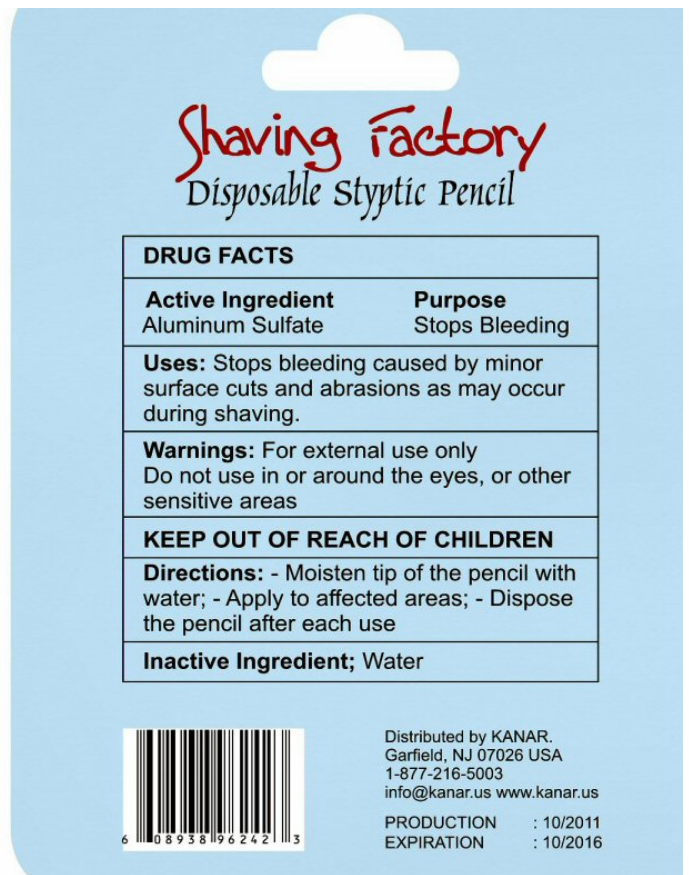 Shaving Factory
Disposable Styptic Pencil
DRUG FACTS
Active Ingredient Purpose
Aluminum Sulfate Stops Bleeding
Uses: Stops bleeding caused by minor
surface cuts and abrasions as may occur
during shaving.
Warnings: For external use only
Do not use in or around the eyes, or other
sensitive areas
KEEP OUT OF REACH OF CHILDREN
Directions: - Moisten tip of the pencil with
water; - Apply to affected areas; - Dispose
the pencil after each use
Inactive Ingredient; Water
Distributed by KANAR.
Garfield, NJ 07026 USA
1-877-216-5003
info@kanar.us www.kanar.us
PRODUCTION : 10/2011
EXPIRATION : 10/2016
6 08938 96242 3